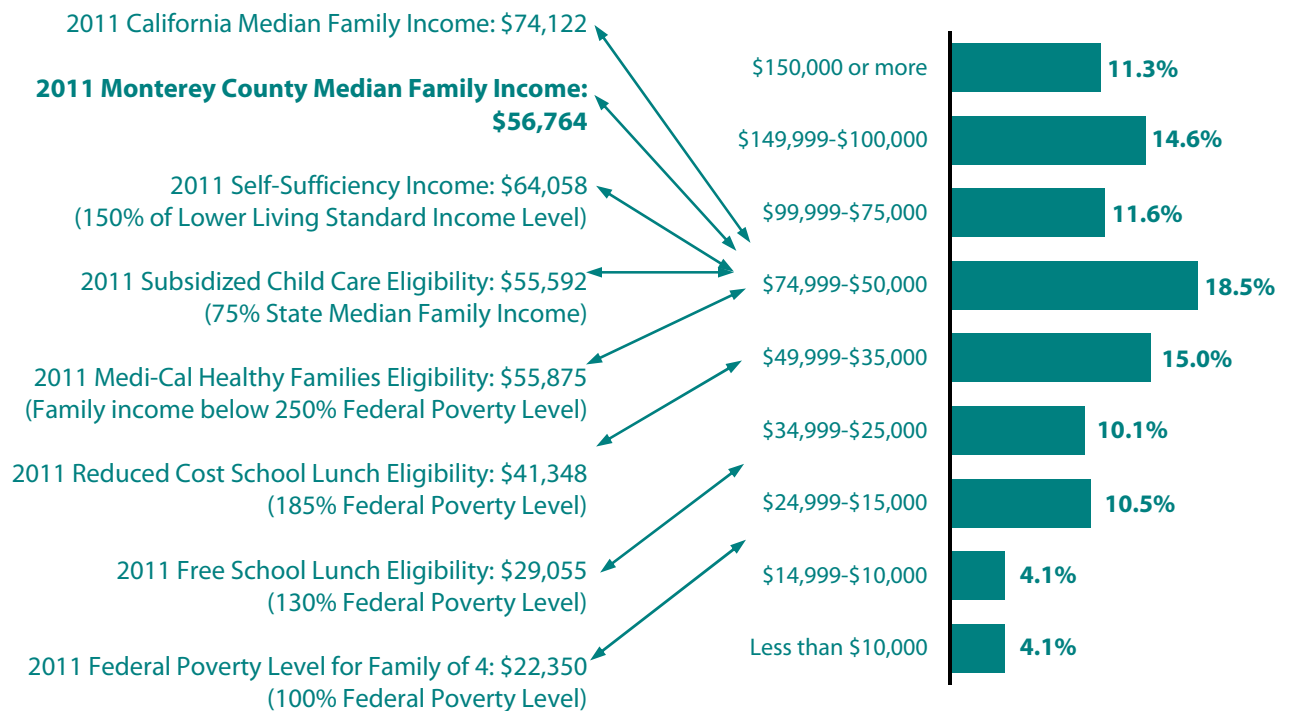 2011 California Median Family Income: $74,122
2011 Monterey County Median Family Income:
$56,764
2011 Self-Sufficiency Income: $64,058
(150% of Lower Living Standard Income Level)
2011 Subsidized Child Care Eligibility: $55,592
(75% State Median Family Income)
2011 Medi-Cal Healthy Families Eligibility: $55,875
(Family income below 250% Federal Poverty Level)
2011 Reduced Cost School Lunch Eligibility: $41,348
(185% Federal Poverty Level)
2011 Free School Lunch Eligibility: $29,055
(130% Federal Poverty Level)
2011 Federal Poverty Level for Family of 4: $22,350
(100% Federal Poverty Level)
$150,000 or more 11.3%
$149,999-$100,000 14.6%
$99,999-$75,000 11.6%
$74,999-$50,000 18.5%
$49,999-$35,000 15.0%
$34,999-$25,000 10.1%
$24,999-$15,000 10.5%
$14,999-$10,000 4.1%
Less than $10,000 4.1%